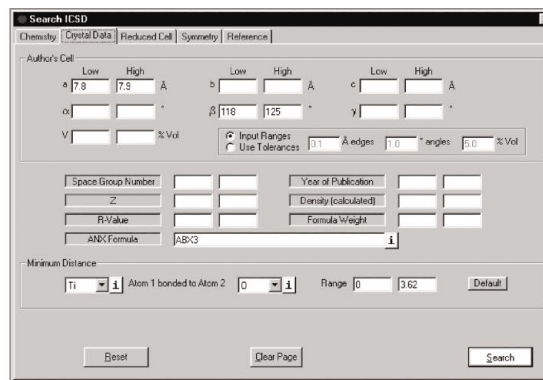 Search ICSD
Chemistry Crystal Data Reduced Cell Symmetry Reference
Author's Cell
Low High Low High Low High
a 7.8 7.9 Å b Å c Å
α ° β 118 125 ° γ °
V % Vol Input Ranges
Use Tolerances 0.1 Å edges 1.0 ° angles 5.0 % Vol
Space Group Number Year of Publication
Z Density (calculated)
R-Value Formula Weight
ANX Formula ABX3 i
Minimum Distance
Ti i Atom 1 bonded to Atom 2 O i Range 0 3.62 Default
Reset Clear Page Search